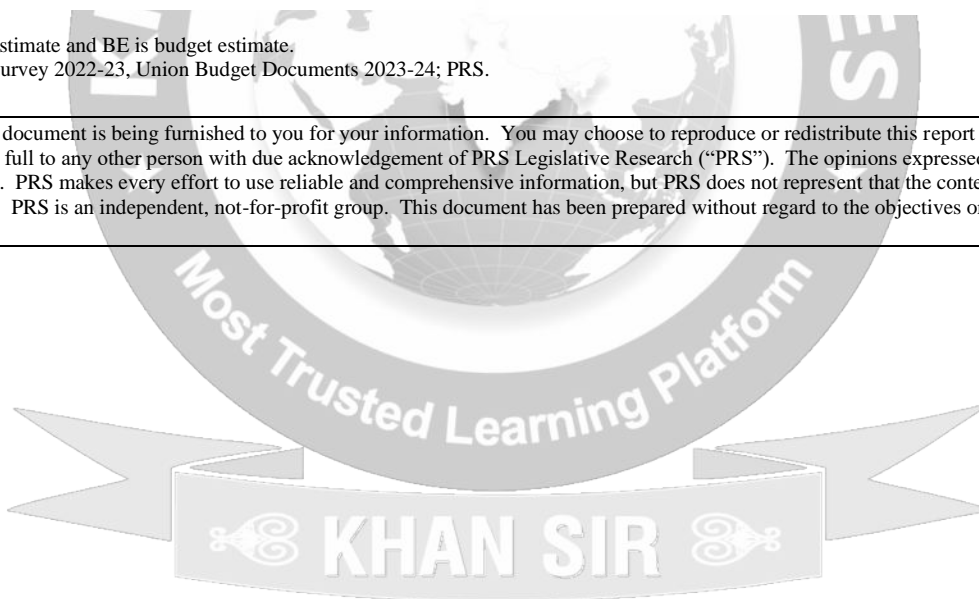 stimate and BE is budget estimate.
urvey 2022-23, Union Budget Documents 2023-24; PRS.
document is being furnished to you for your information. You may choose to reproduce or redistribute this report
full to any other person with due acknowledgement of PRS Legislative Research (“PRS”). The opinions expressed
. PRS makes every effort to use reliable and comprehensive information, but PRS does not represent that the conte
PRS is an independent, not-for-profit group. This document has been prepared without regard to the objectives o
Most Trusted Learning Platform
KHAN SIR